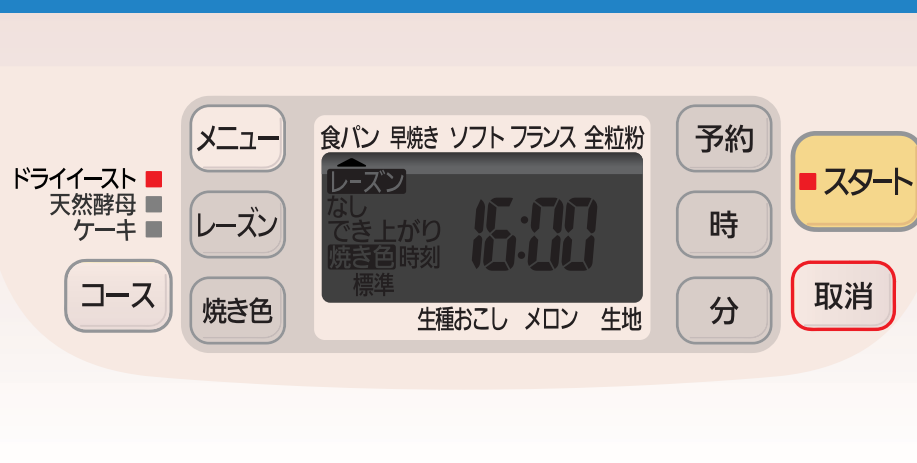 ドライイースト
天然酵母
ケーキ
コース
メニュー
レーズン
焼き色
食パン 早焼き ソフト フランス 全粒粉
レーズン
なし
でき上がり
焼き色 時刻
標準
16:00
生種おこし メロン 生地
予約
時
分
スタート
取消